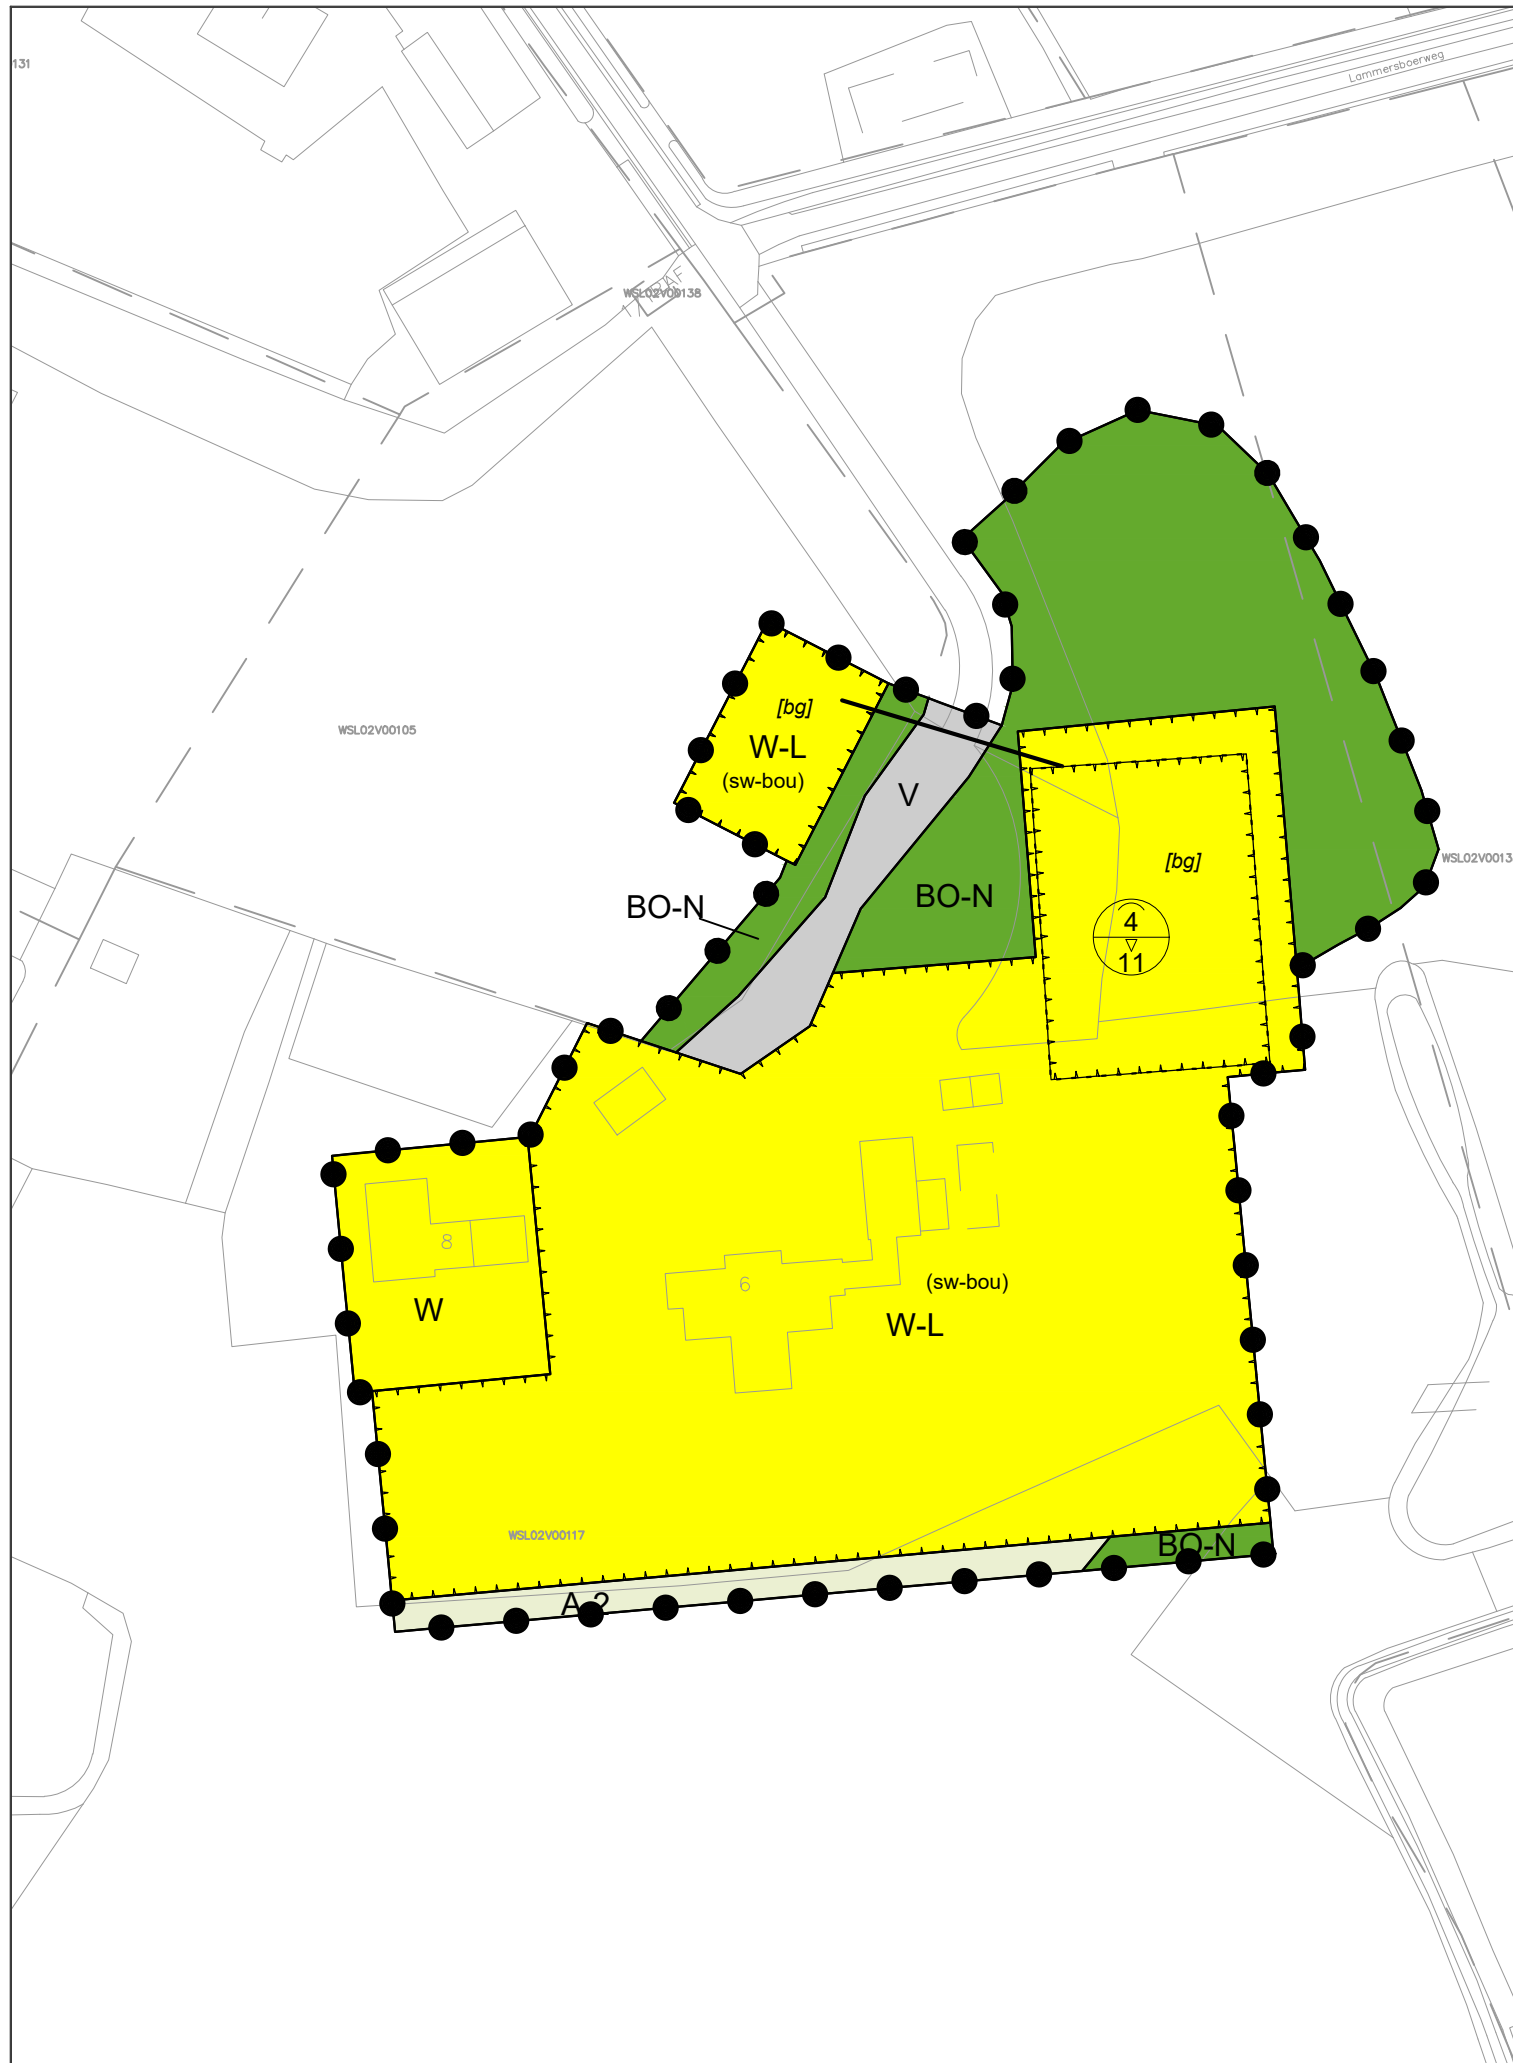 131
Lammersboerweg
WSL02V00138
WSL02V00105
[bg]
W-L
(sw-bou)
V
[bg]
WSL02V0013
BO-N
BO-N
4
11
8
6
(sw-bou)
W
W-L
WSL02V00117
BO-N
A-2